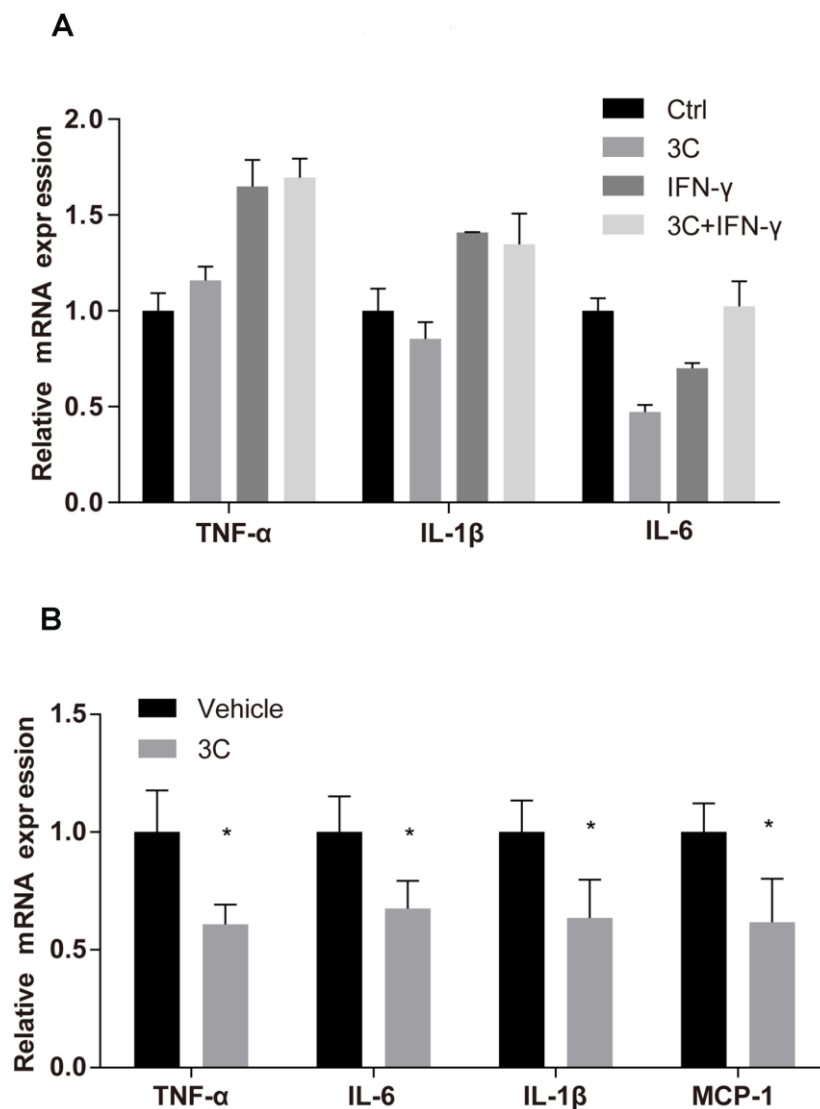 A
Ctrl
3C
IFN-γ
3C+IFN-γ
Relative mRNA expression
2.0
1.5
1.0
0.5
0.0
TNF-α IL-1β IL-6
B
Vehicle
3C
Relative mRNA expression
1.5
1.0
0.5
0.0
* * * *
TNF-α IL-6 IL-1β MCP-1